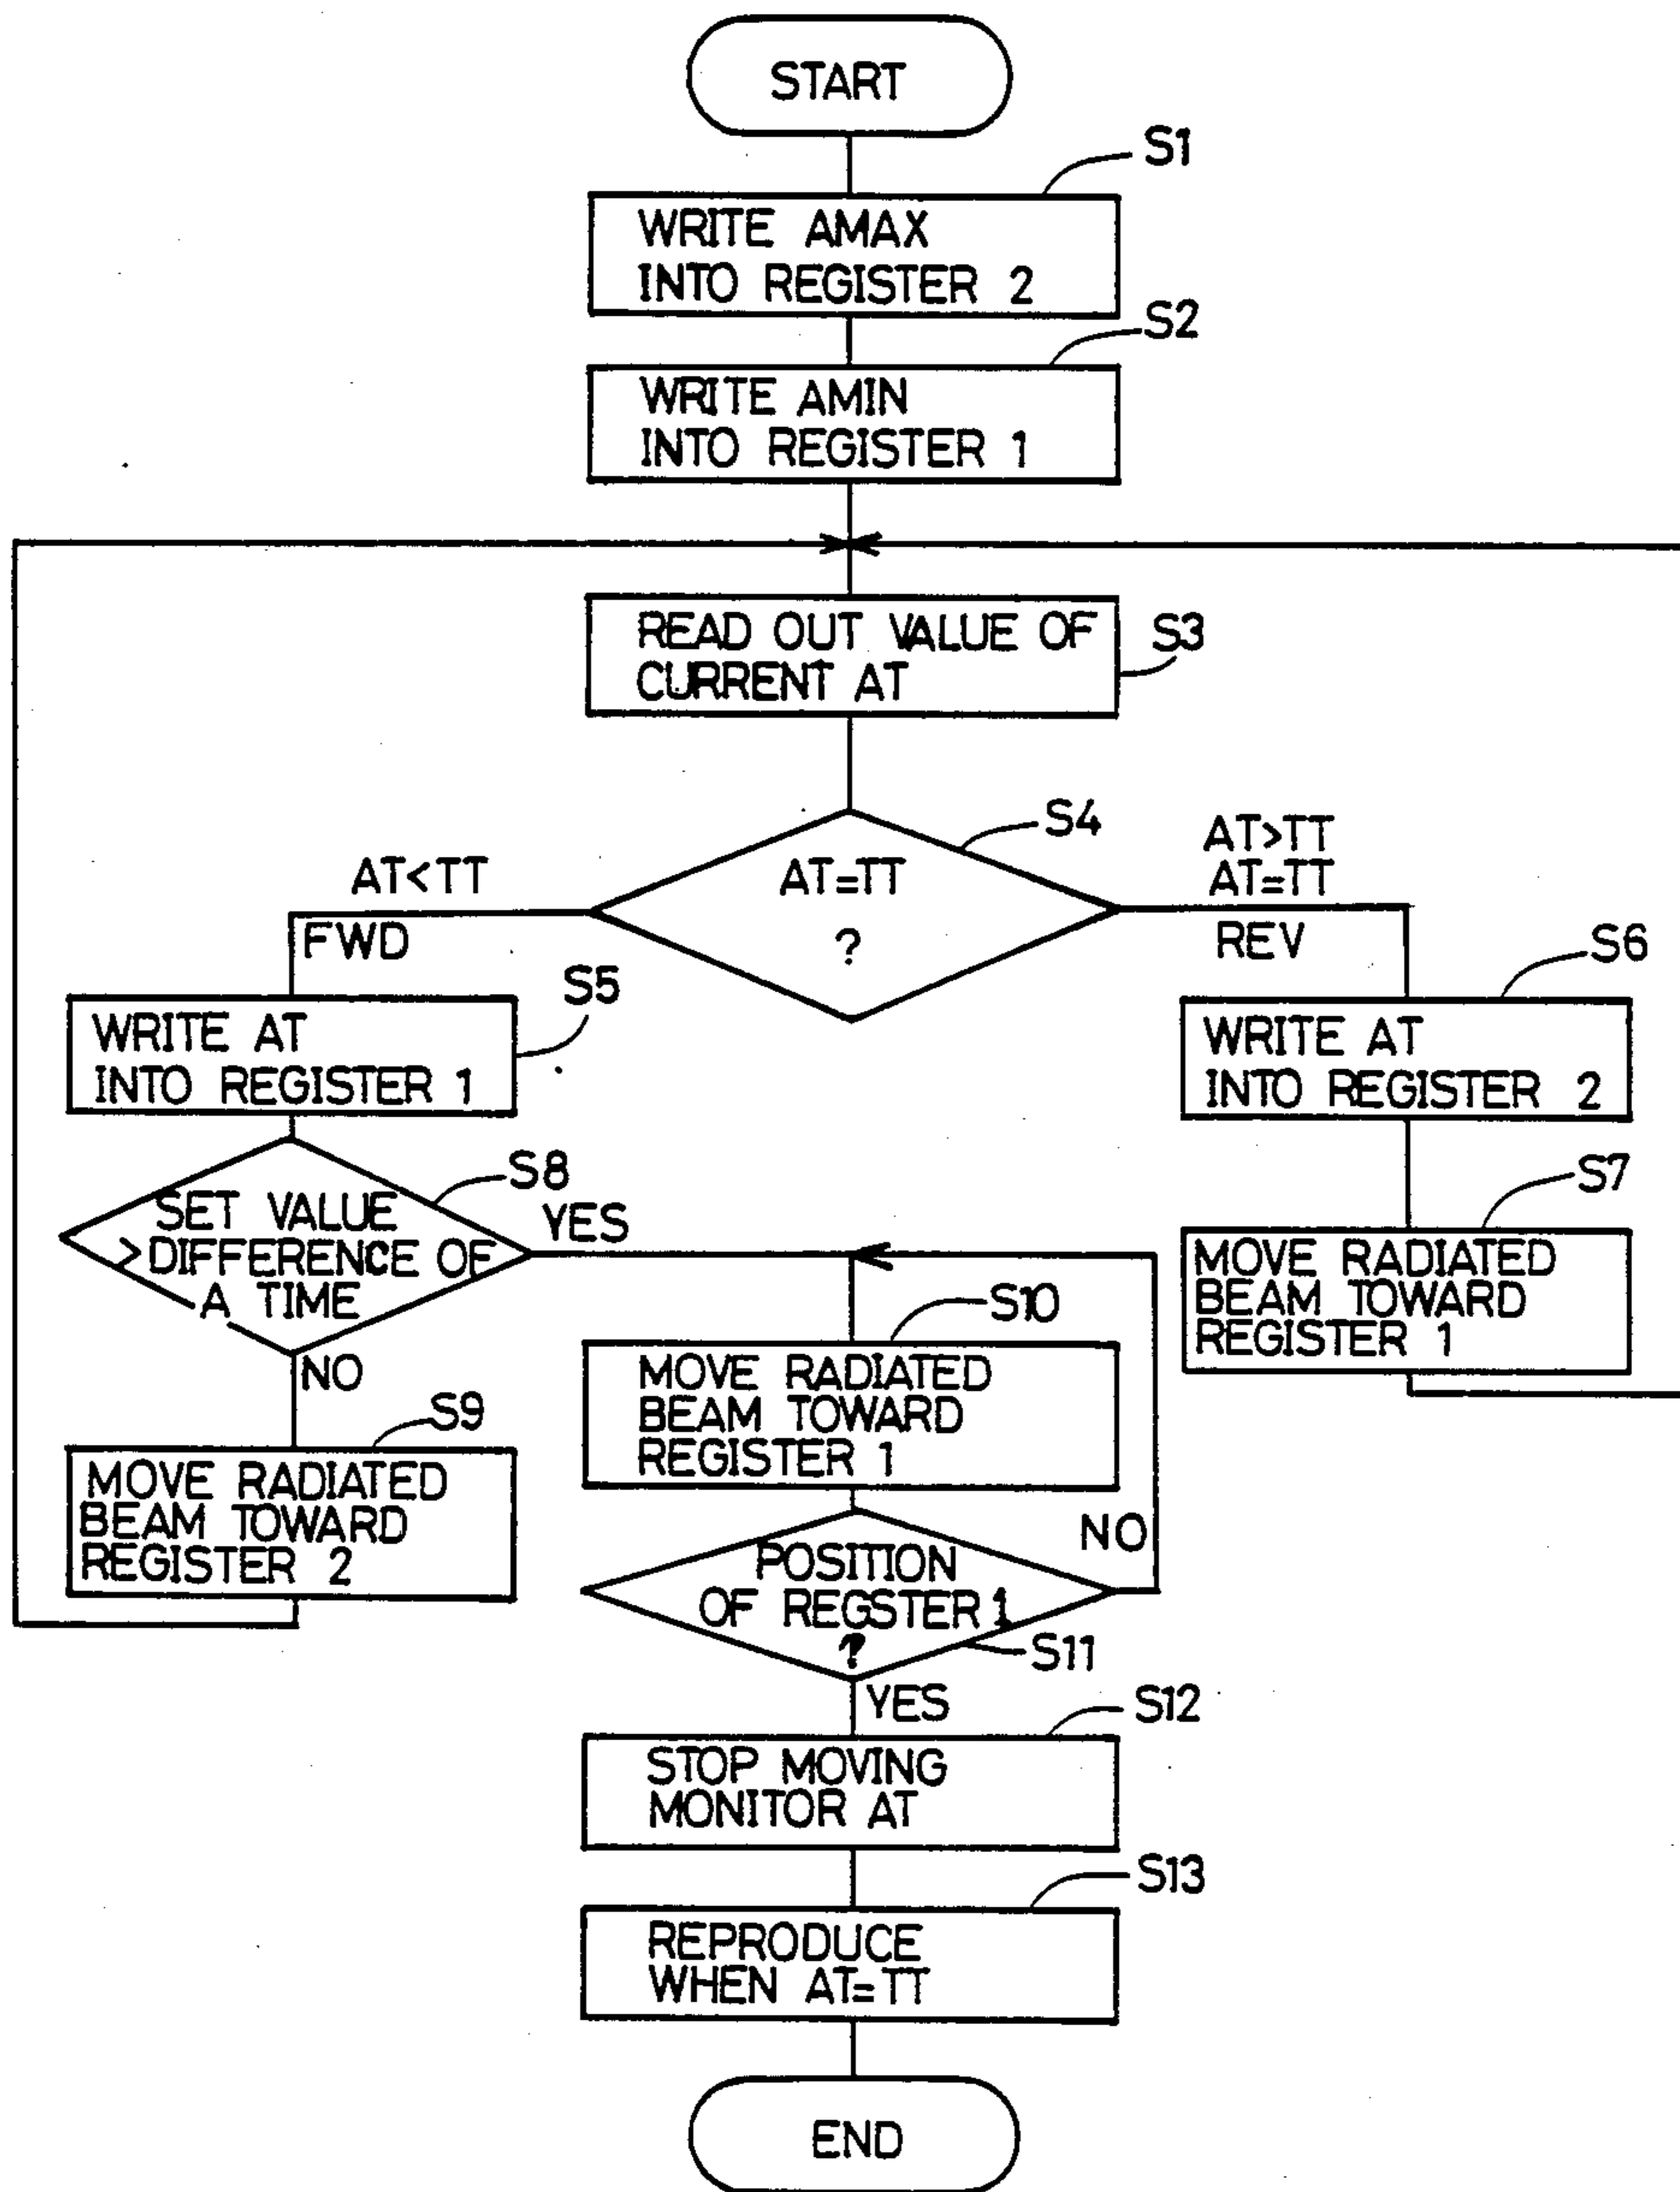 START
S1
WRITE AMAX
INTO REGISTER 2
S2
WRITE AMIN
INTO REGISTER 1
READ OUT VALUE OF
CURRENT AT
S3
S4
AT=TT
?
AT<TT
FWD
AT>TT
AT=TT
REV
S5
WRITE AT
INTO REGISTER 1
S6
WRITE AT
INTO REGISTER 2
S8
SET VALUE
>DIFFERENCE OF
A TIME
YES
NO
S7
MOVE RADIATED
BEAM TOWARD
REGISTER 1
S9
MOVE RADIATED
BEAM TOWARD
REGISTER 2
S10
MOVE RADIATED
BEAM TOWARD
REGISTER 1
NO
POSITION
OF REGSTER 1
?
S11
YES
S12
STOP MOVING
MONITOR AT
S13
REPRODUCE
WHEN AT=TT
END